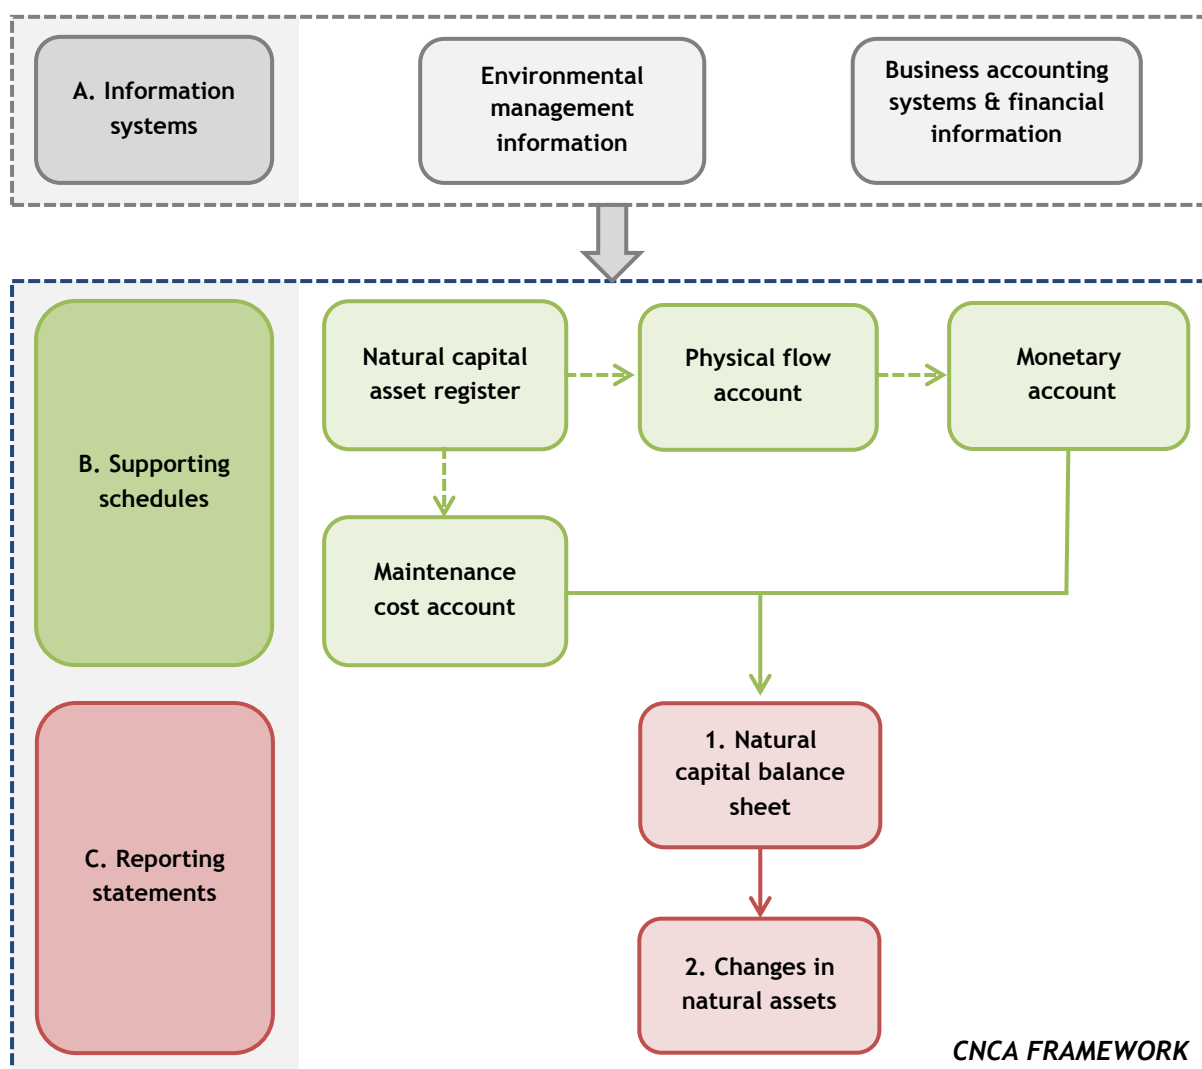 A. Information
systems
Environmental
management
information
Business accounting
systems & financial
information
B. Supporting
schedules
Natural capital
asset register
Physical flow
account
Monetary
account
Maintenance
cost account
C. Reporting
statements
1. Natural
capital balance
sheet
2. Changes in
natural assets
CNCA FRAMEWORK